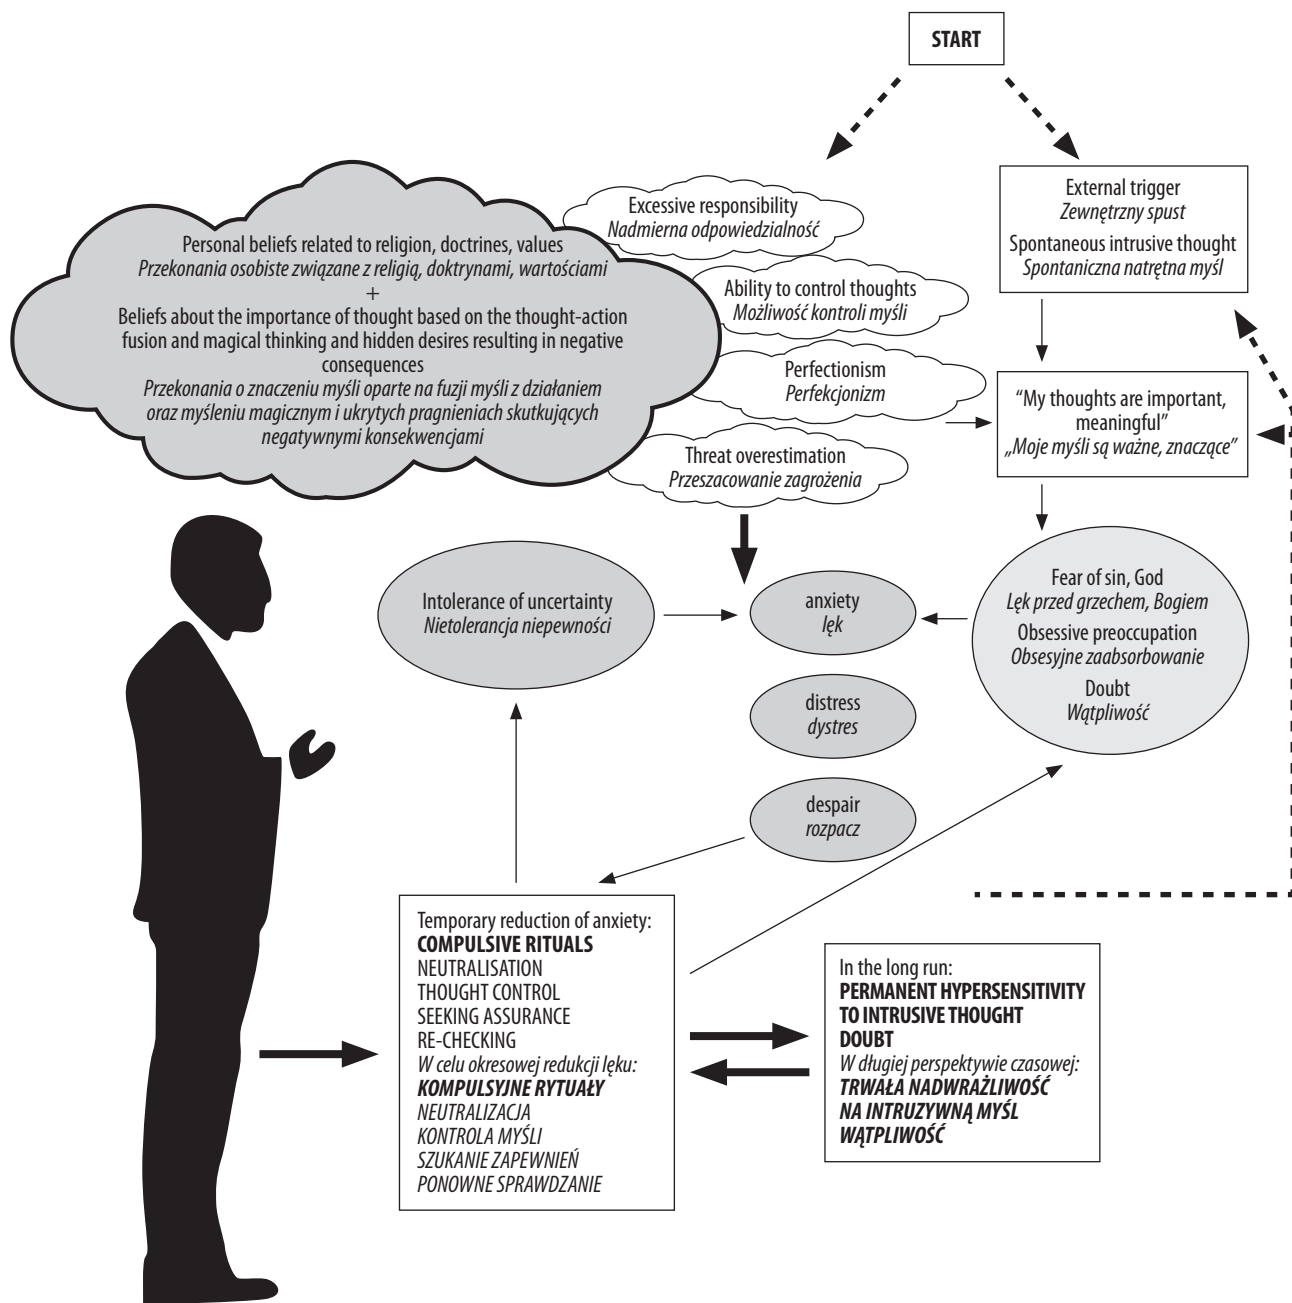 START
External trigger
Zewnętrzny spust
Spontaneous intrusive thought
Spontaniczna natrętna myśl
Excessive responsibility
Nadmierna odpowiedzialność
Personal beliefs related to religion, doctrines, values
Przekonania osobiste związane z religią, doktrynami, wartościami
+
Beliefs about the importance of thought based on the thought-action
fusion and magical thinking and hidden desires resulting in negative
consequences
Przekonania o znaczeniu myśli oparte na fuzji myśli z działaniem
oraz myśleniu magicznym i ukrytych pragnieniach skutkujących
negatywnymi konsekwencjami
Ability to control thoughts
Możliwość kontroli myśli
Perfectionism
Perfekcjonizm
Threat overestimation
Przeszacowanie zagrożenia
“My thoughts are important,
meaningful”
„Moje myśli są ważne, znaczące”
Intolerance of uncertainty
Nietolerancja niepewności
anxiety
lęk
distress
dystres
despair
rozpacz
Fear of sin, God
Lęk przed grzechem, Bogiem
Obsessive preoccupation
Obsesyjne zaabsorbowanie
Doubt
Wątpliwość
Temporary reduction of anxiety:
COMPULSIVE RITUALS
NEUTRALISATION
THOUGHT CONTROL
SEEKING ASSURANCE
RE-CHECKING
W celu okresowej redukcji lęku:
KOMPULSYJNE RYTUAŁY
NEUTRALIZACJA
KONTROLA MYŚLI
SZUKANIE ZAPEWNIEŃ
PONOWNE SPRAWDZANIE
In the long run:
PERMANENT HYPERSENSITIVITY
TO INTRUSIVE THOUGHT
DOUBT
W długiej perspektywie czasowej:
TRWAŁA NADWRAŻLIWOŚĆ
NA INTRUZYWNĄ MYŚL
WĄTPLIWOŚĆ